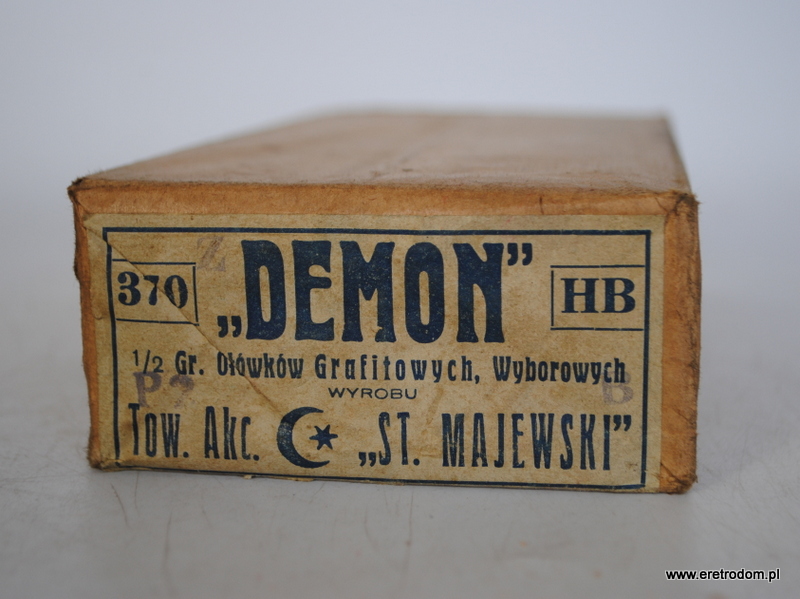 „DEMON”
370
HB
1/2 Gr. Ołówków Grafitowych, Wyborowych
WYROBU
Tow. Akc. „ST. MAJEWSKI”
Z
B
www.eretrodom.pl